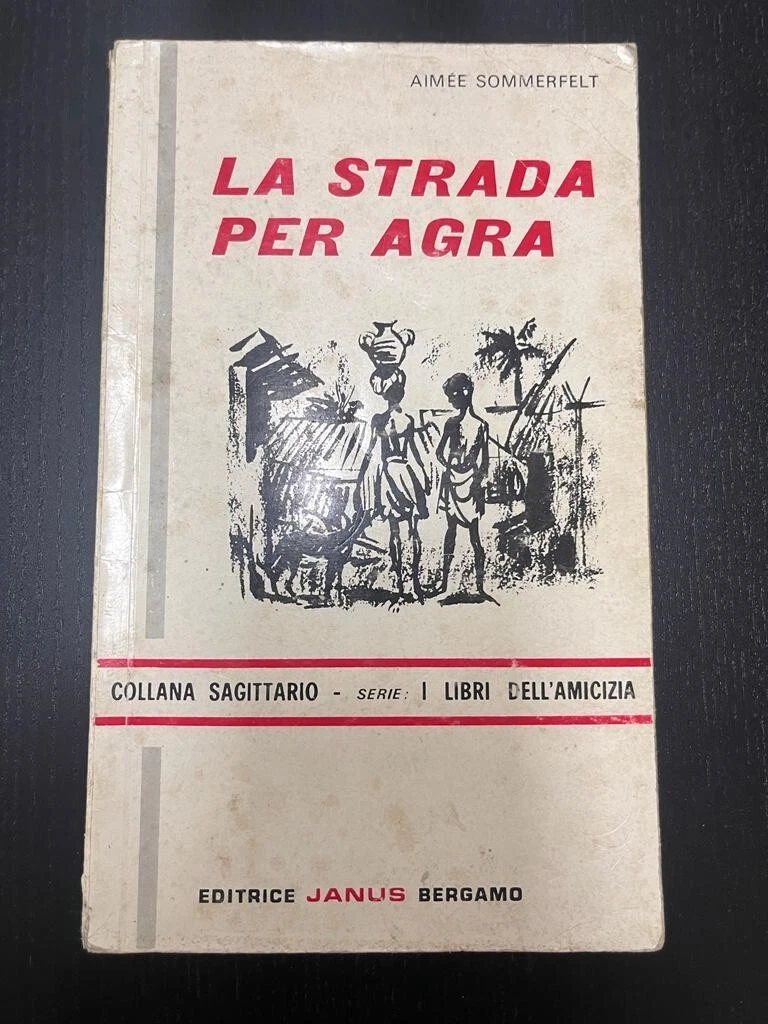 AIMÉE SOMMERFELT
LA STRADA
PER AGRA
COLLANA SAGITTARIO - SERIE: I LIBRI DELL'AMICIZIA
EDITRICE JANUS BERGAMO